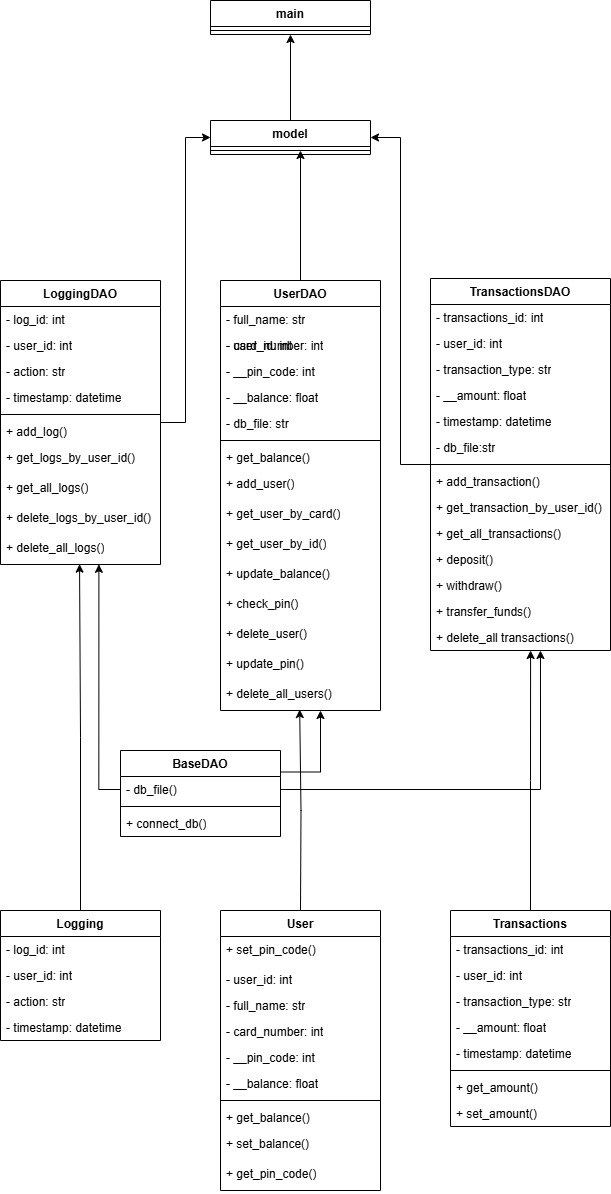 main
model
LoggingDAO
- log_id: int
- user_id: int
- action: str
- timestamp: datetime
+ add_log()
+ get_logs_by_user_id()
+ get_all_logs()
+ delete_logs_by_user_id()
+ delete_all_logs()
UserDAO
- full_name: str
- user_id: int
- card_number: int
- __pin_code: int
- __balance: float
- db_file: str
+ get_balance()
+ add_user()
+ get_user_by_card()
+ get_user_by_id()
+ update_balance()
+ check_pin()
+ delete_user()
+ update_pin()
+ delete_all_users()
TransactionsDAO
- transactions_id: int
- user_id: int
- transaction_type: str
- __amount: float
- timestamp: datetime
- db_file:str
+ add_transaction()
+ get_transaction_by_user_id()
+ get_all_transactions()
+ deposit()
+ withdraw()
+ transfer_funds()
+ delete_all transactions()
BaseDAO
- db_file()
+ connect_db()
Logging
- log_id: int
- user_id: int
- action: str
- timestamp: datetime
User
+ set_pin_code()
- user_id: int
- full_name: str
- card_number: int
- __pin_code: int
- __balance: float
+ get_balance()
+ set_balance()
+ get_pin_code()
Transactions
- transactions_id: int
- user_id: int
- transaction_type: str
- __amount: float
- timestamp: datetime
+ get_amount()
+ set_amount()